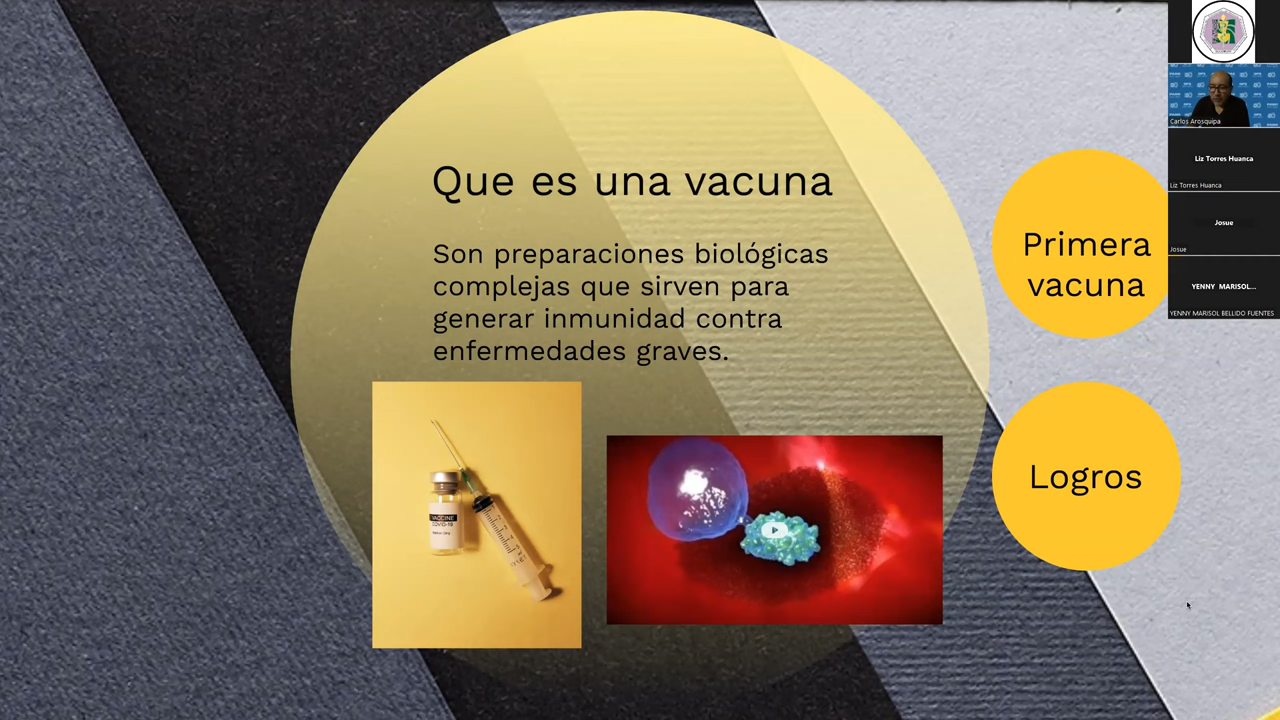 Que es una vacuna
Son preparaciones biológicas
complejas que sirven para
generar inmunidad contra
enfermedades graves.
VACCINE
COVID-19
Primera
vacuna
Logros
Carlos Arosquipa
Liz Torres Huanca
Liz Torres Huanca
Josue
Josue
YENNY MARISOL...
YENNY MARISOL BELLIDO FUENTES